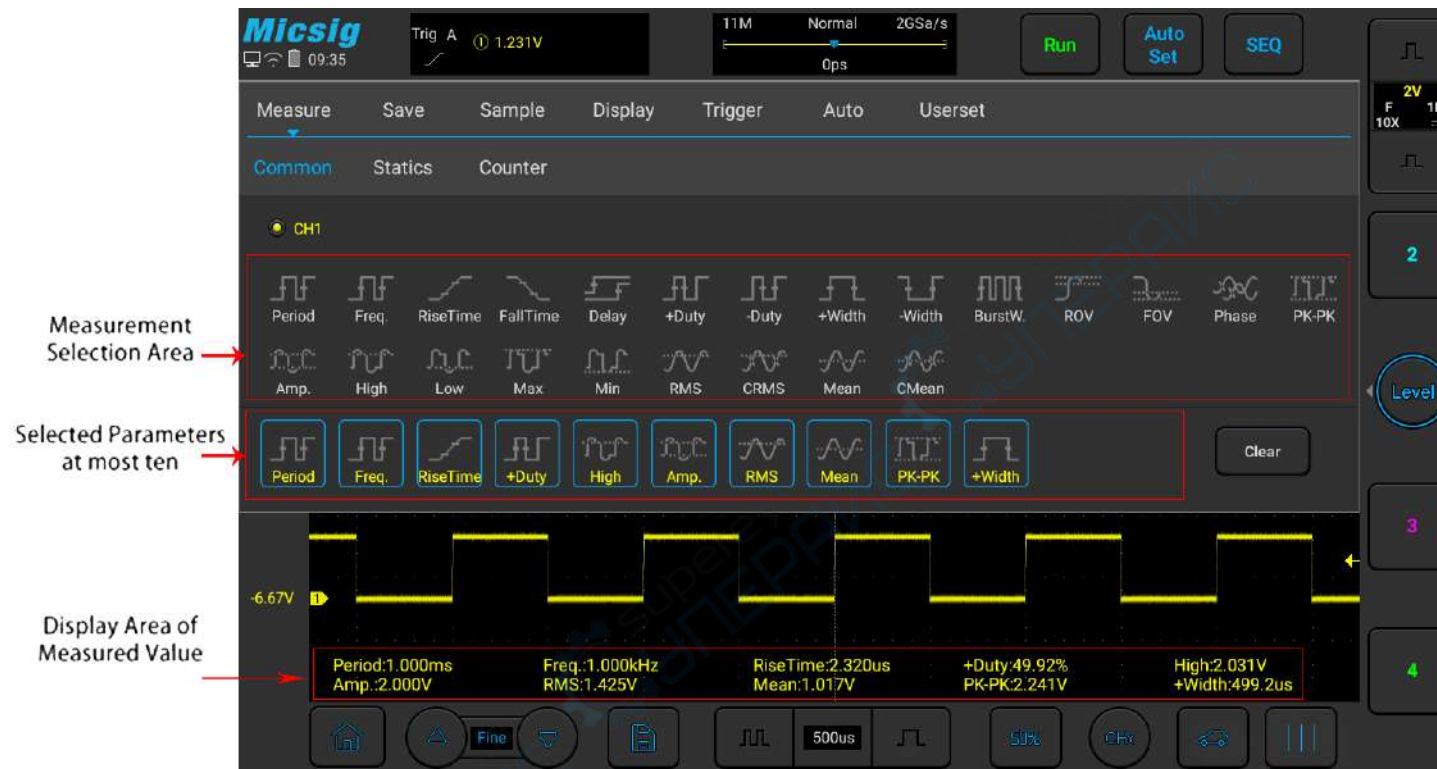 Micsig
Trig A ① 1.231V
11M Normal 2GSa/s
0ps
Run
Auto
Set
SEQ
09:35
2V
F
10X
Measure Save Sample Display Trigger Auto Userset
Common Statics Counter
CH1
Period Freq. RiseTime FallTime Delay +Duty -Duty +Width -Width BurstW. ROV FOV Phase PK-PK
Amp. High Low Max Min RMS CRMS Mean CMean
Measurement
Selection Area
Selected Parameters
at most ten
Period Freq. RiseTime +Duty High Amp. RMS Mean PK-PK +Width
Clear
2
Level
3
4
-6.67V 1
Display Area of
Measured Value
Period:1.000ms Freq.:1.000kHz RiseTime:2.320us +Duty:49.92% High:2.031V
Amp.:2.000V RMS:1.425V Mean:1.017V PK-PK:2.241V +Width:499.2us
Fine
500us
50%
CHx
superey
СУПЕРАЙС